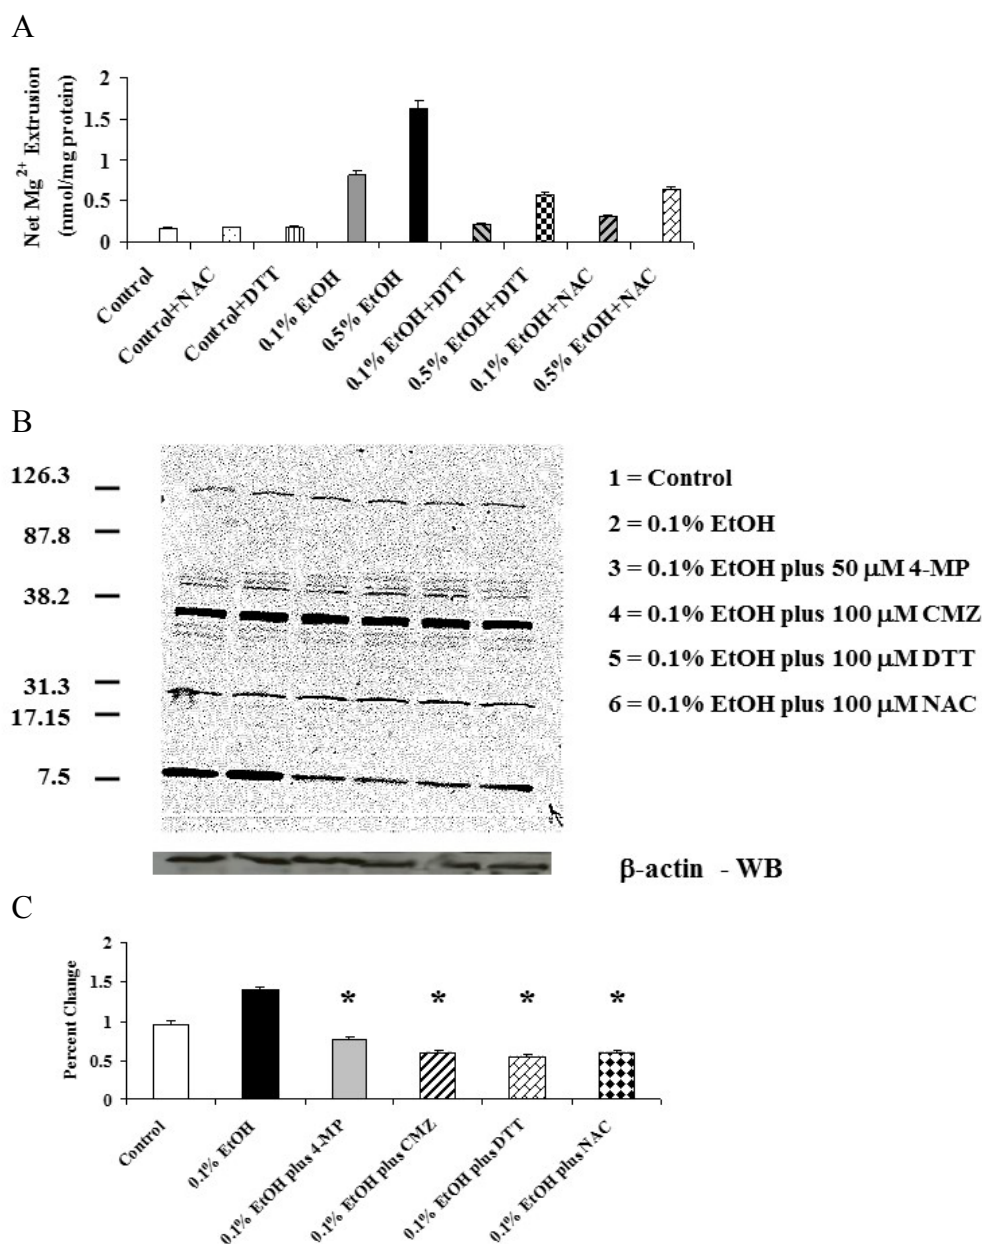 A
Net Mg2+ Extrusion
(nmol/mg protein)
2
1.5
1
0.5
0
Control
Control+NAC
Control+DTT
0.1% EtOH
0.5% EtOH
0.1% EtOH+DTT
0.5% EtOH+DTT
0.1% EtOH+NAC
0.5% EtOH+NAC
B
126.3
87.8
38.2
31.3
17.15
7.5
1 = Control
2 = 0.1% EtOH
3 = 0.1% EtOH plus 50 μM 4-MP
4 = 0.1% EtOH plus 100 μM CMZ
5 = 0.1% EtOH plus 100 μM DTT
6 = 0.1% EtOH plus 100 μM NAC
β-actin - WB
C
Percent Change
2
1.5
1
0.5
0
* * * *
Control
0.1% EtOH
0.1% EtOH plus 4-MP
0.1% EtOH plus CMZ
0.1% EtOH plus DTT
0.1% EtOH plus NAC